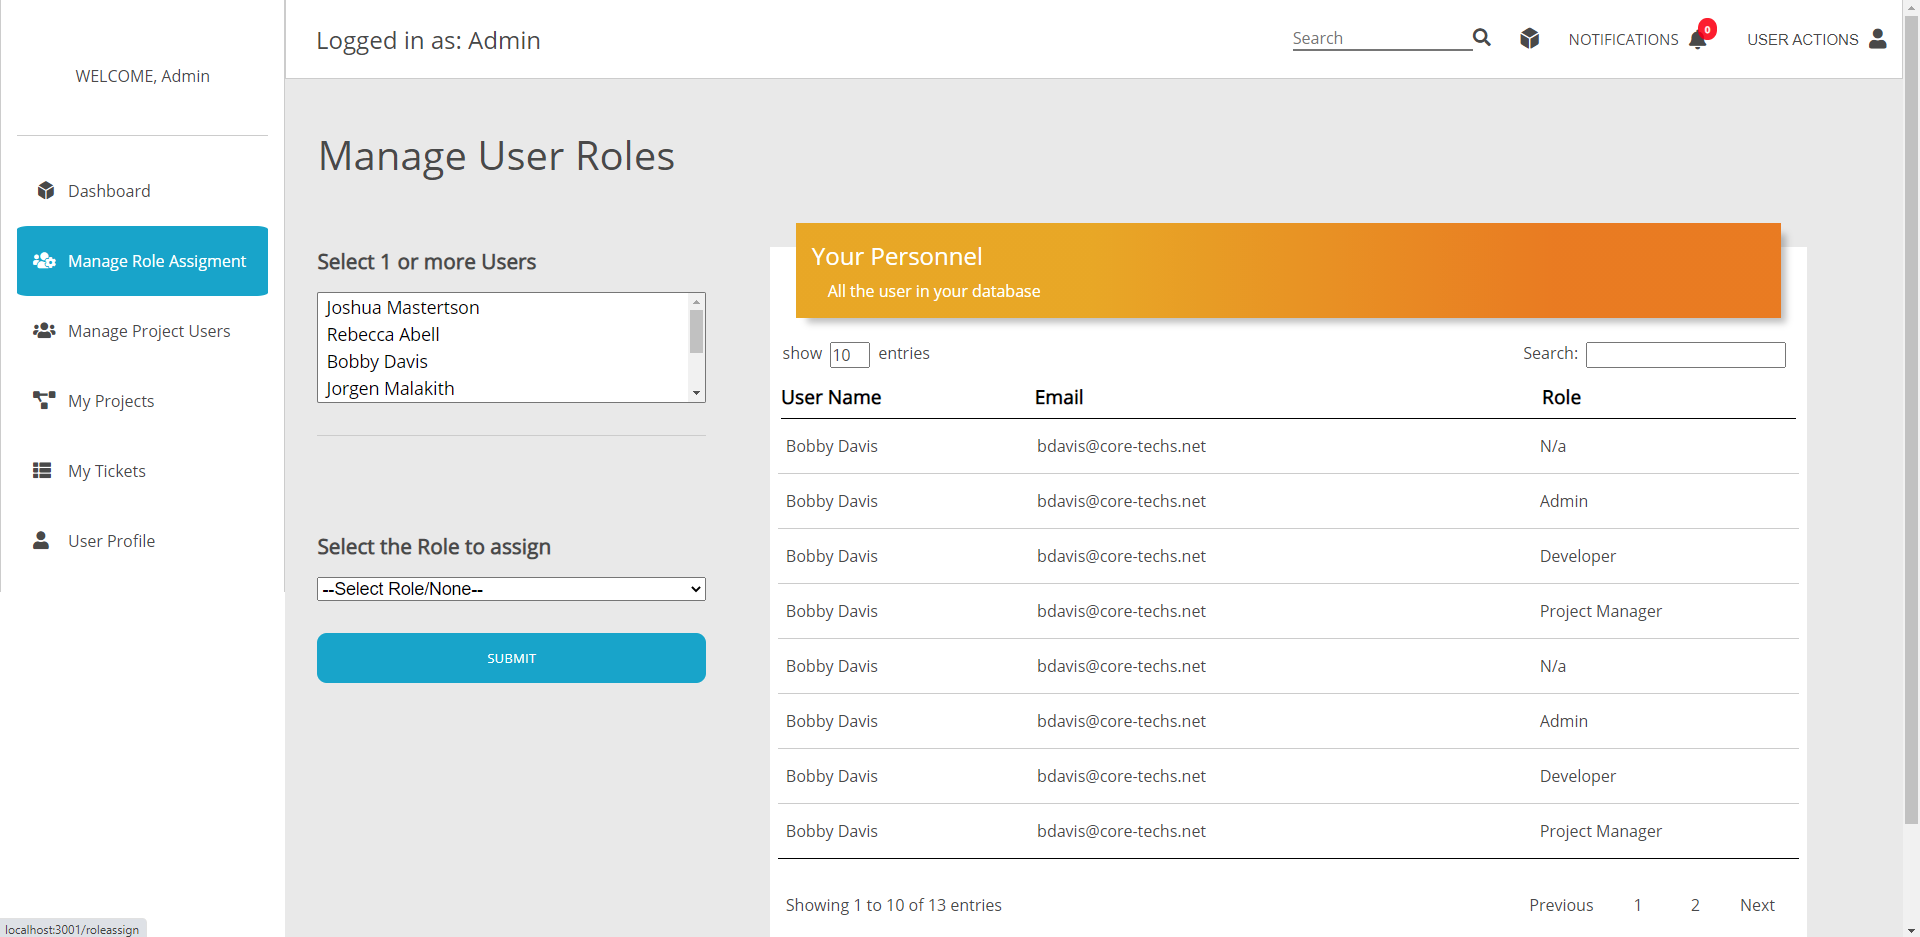 WELCOME, Admin
Dashboard
Manage Role Assigment
Manage Project Users
My Projects
My Tickets
User Profile
Logged in as: Admin
Search
NOTIFICATIONS
0
USER ACTIONS
Manage User Roles
Select 1 or more Users
Joshua Mastertson
Rebecca Abell
Bobby Davis
Jorgen Malakith
Select the Role to assign
--Select Role/None--
SUBMIT
Your Personnel
All the user in your database
show 10 entries
Search:
User Name Email Role
Bobby Davis bdavis@core-techs.net N/a
Bobby Davis bdavis@core-techs.net Admin
Bobby Davis bdavis@core-techs.net Developer
Bobby Davis bdavis@core-techs.net Project Manager
Bobby Davis bdavis@core-techs.net N/a
Bobby Davis bdavis@core-techs.net Admin
Bobby Davis bdavis@core-techs.net Developer
Bobby Davis bdavis@core-techs.net Project Manager
Showing 1 to 10 of 13 entries
Previous 1 2 Next
localhost:3001/roleassign